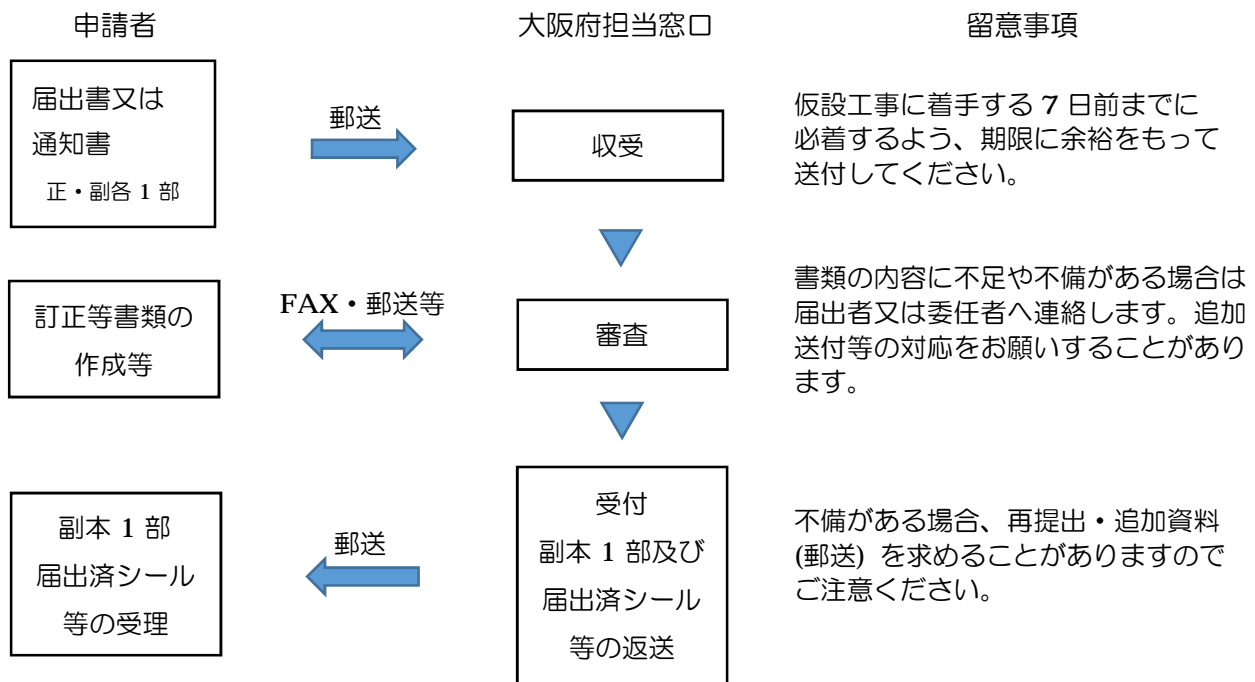 申請者
大阪府担当窓口
留意事項
届出書又は
通知書
正・副各 1 部
郵送
収受
仮設工事に着手する 7 日前までに
必着するよう、期限に余裕をもって
送付してください。
訂正等書類の
作成等
FAX・郵送等
審査
書類の内容に不足や不備がある場合は
届出者又は委任者へ連絡します。追加
送付等の対応をお願いすることがあり
ます。
副本 1 部
届出済シール
等の受理
郵送
受付
副本 1 部及び
届出済シール
等の返送
不備がある場合、再提出・追加資料
(郵送) を求めることがありますので
ご注意ください。